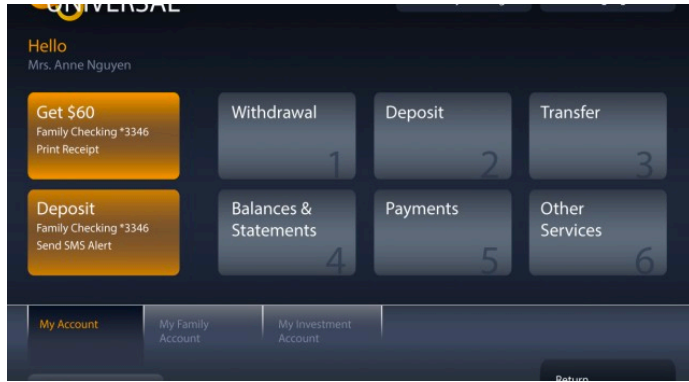 UNIVERSAL
Hello
Mrs. Anne Nguyen
Get $60
Family Checking *3346
Print Receipt
Withdrawal
1
Deposit
2
Transfer
3
Deposit
Family Checking *3346
Send SMS Alert
Balances &
Statements
4
Payments
5
Other
Services
6
My Account
My Family
Account
My Investment
Account
Return